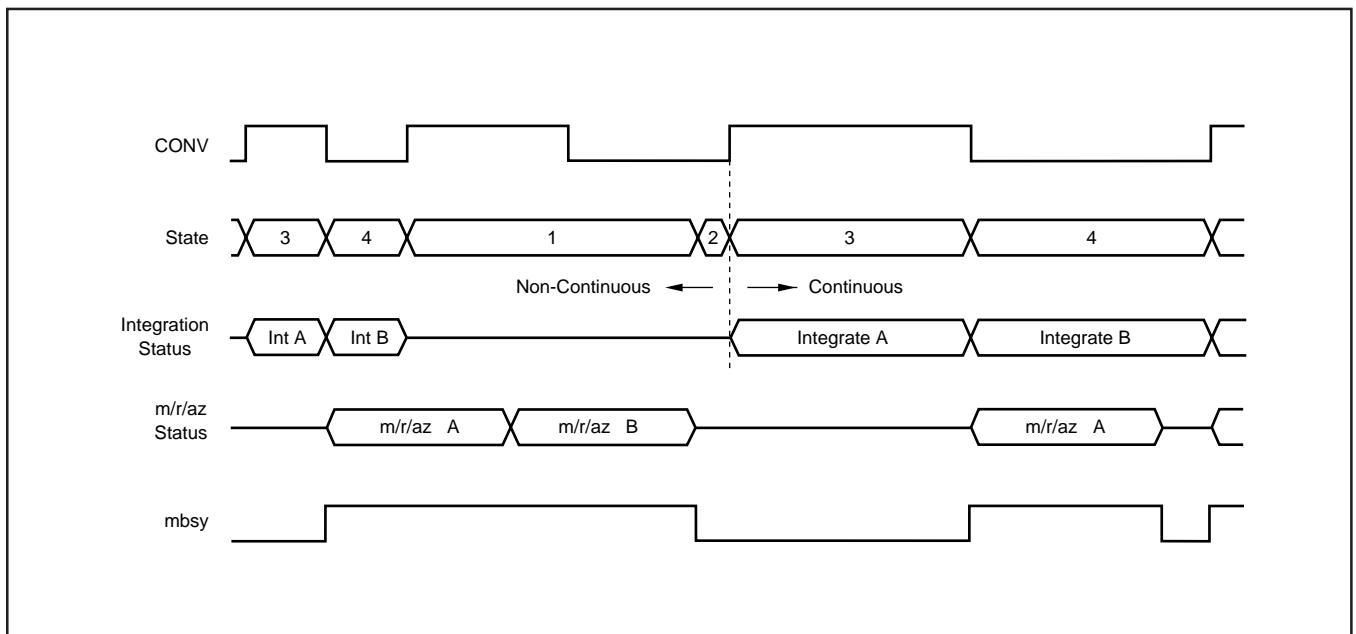 CONV
State
3
4
1
2
3
4
Non-Continuous
Continuous
Integration
Status
Int A
Int B
Integrate A
Integrate B
m/r/az
Status
m/r/az A
m/r/az B
m/r/az A
mbsy